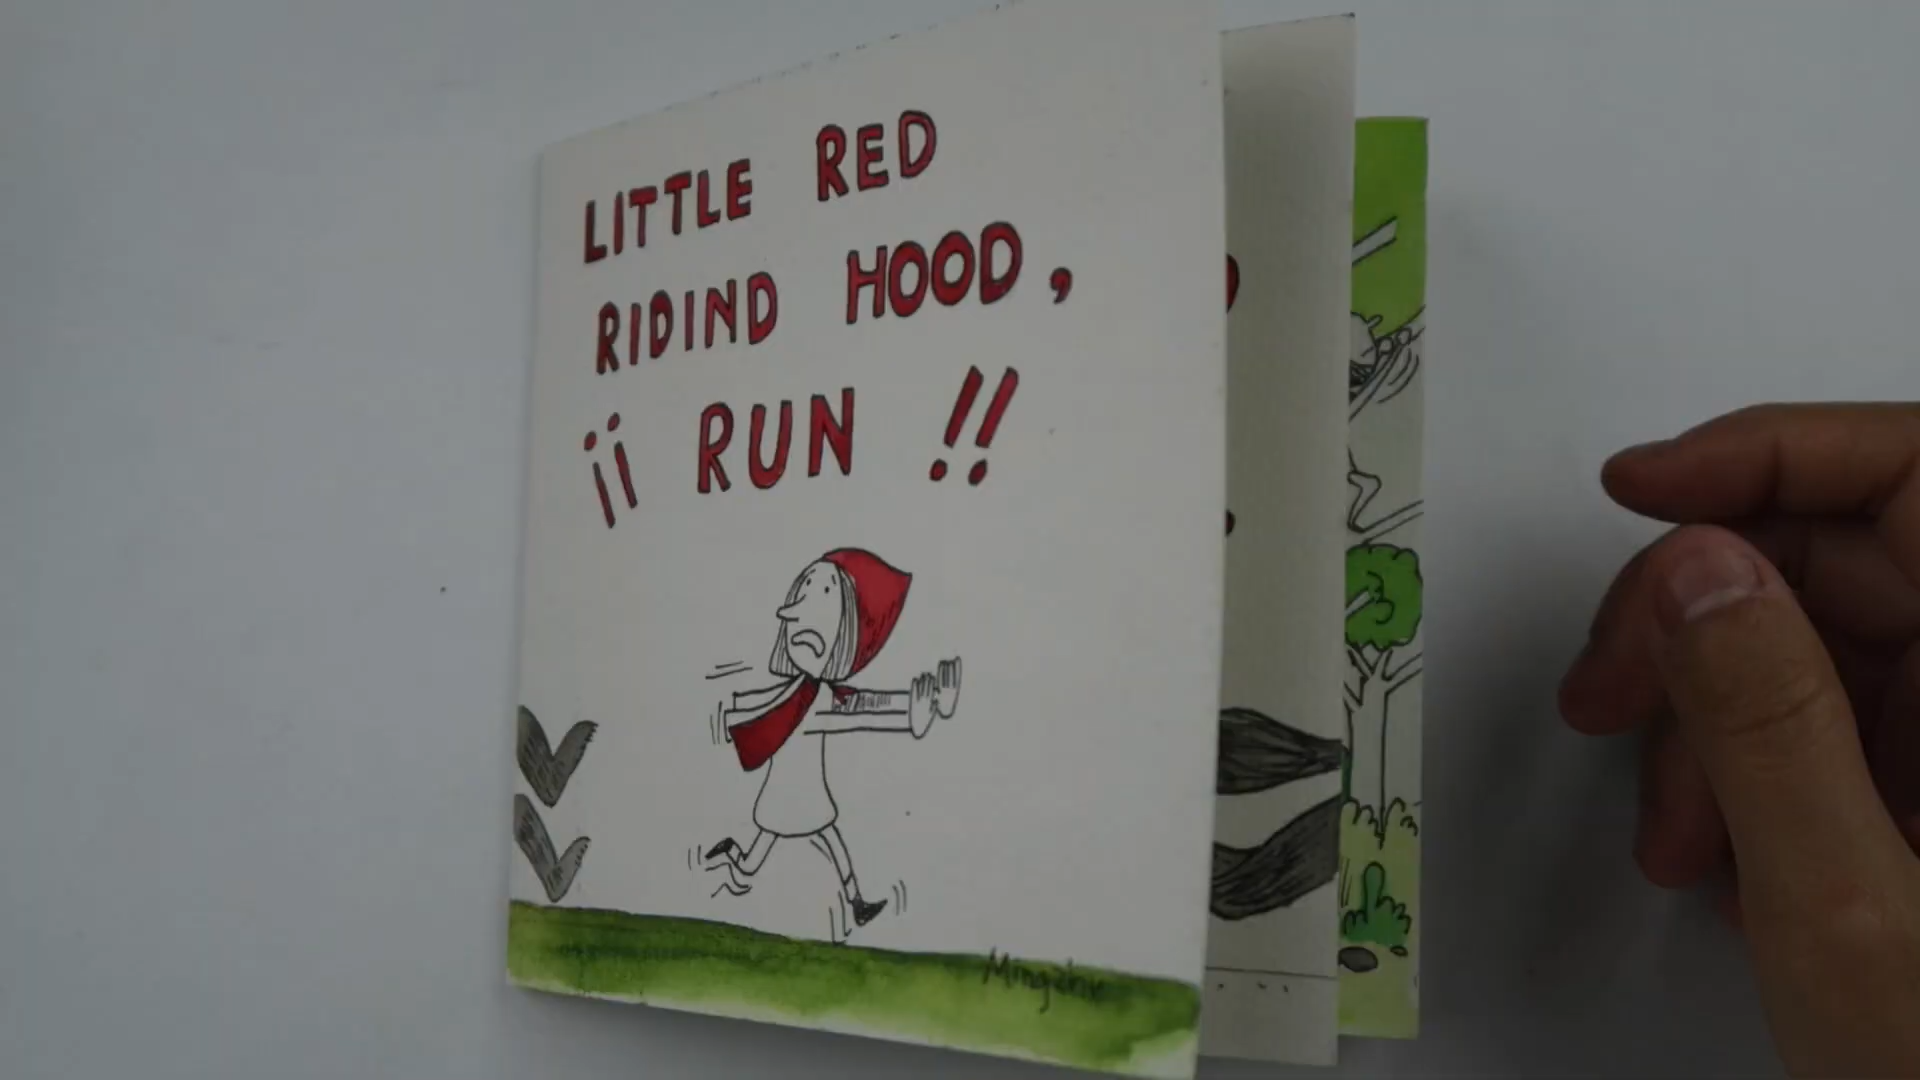 LITTLE RED
RIDIND HOOD,
¡¡ RUN !!